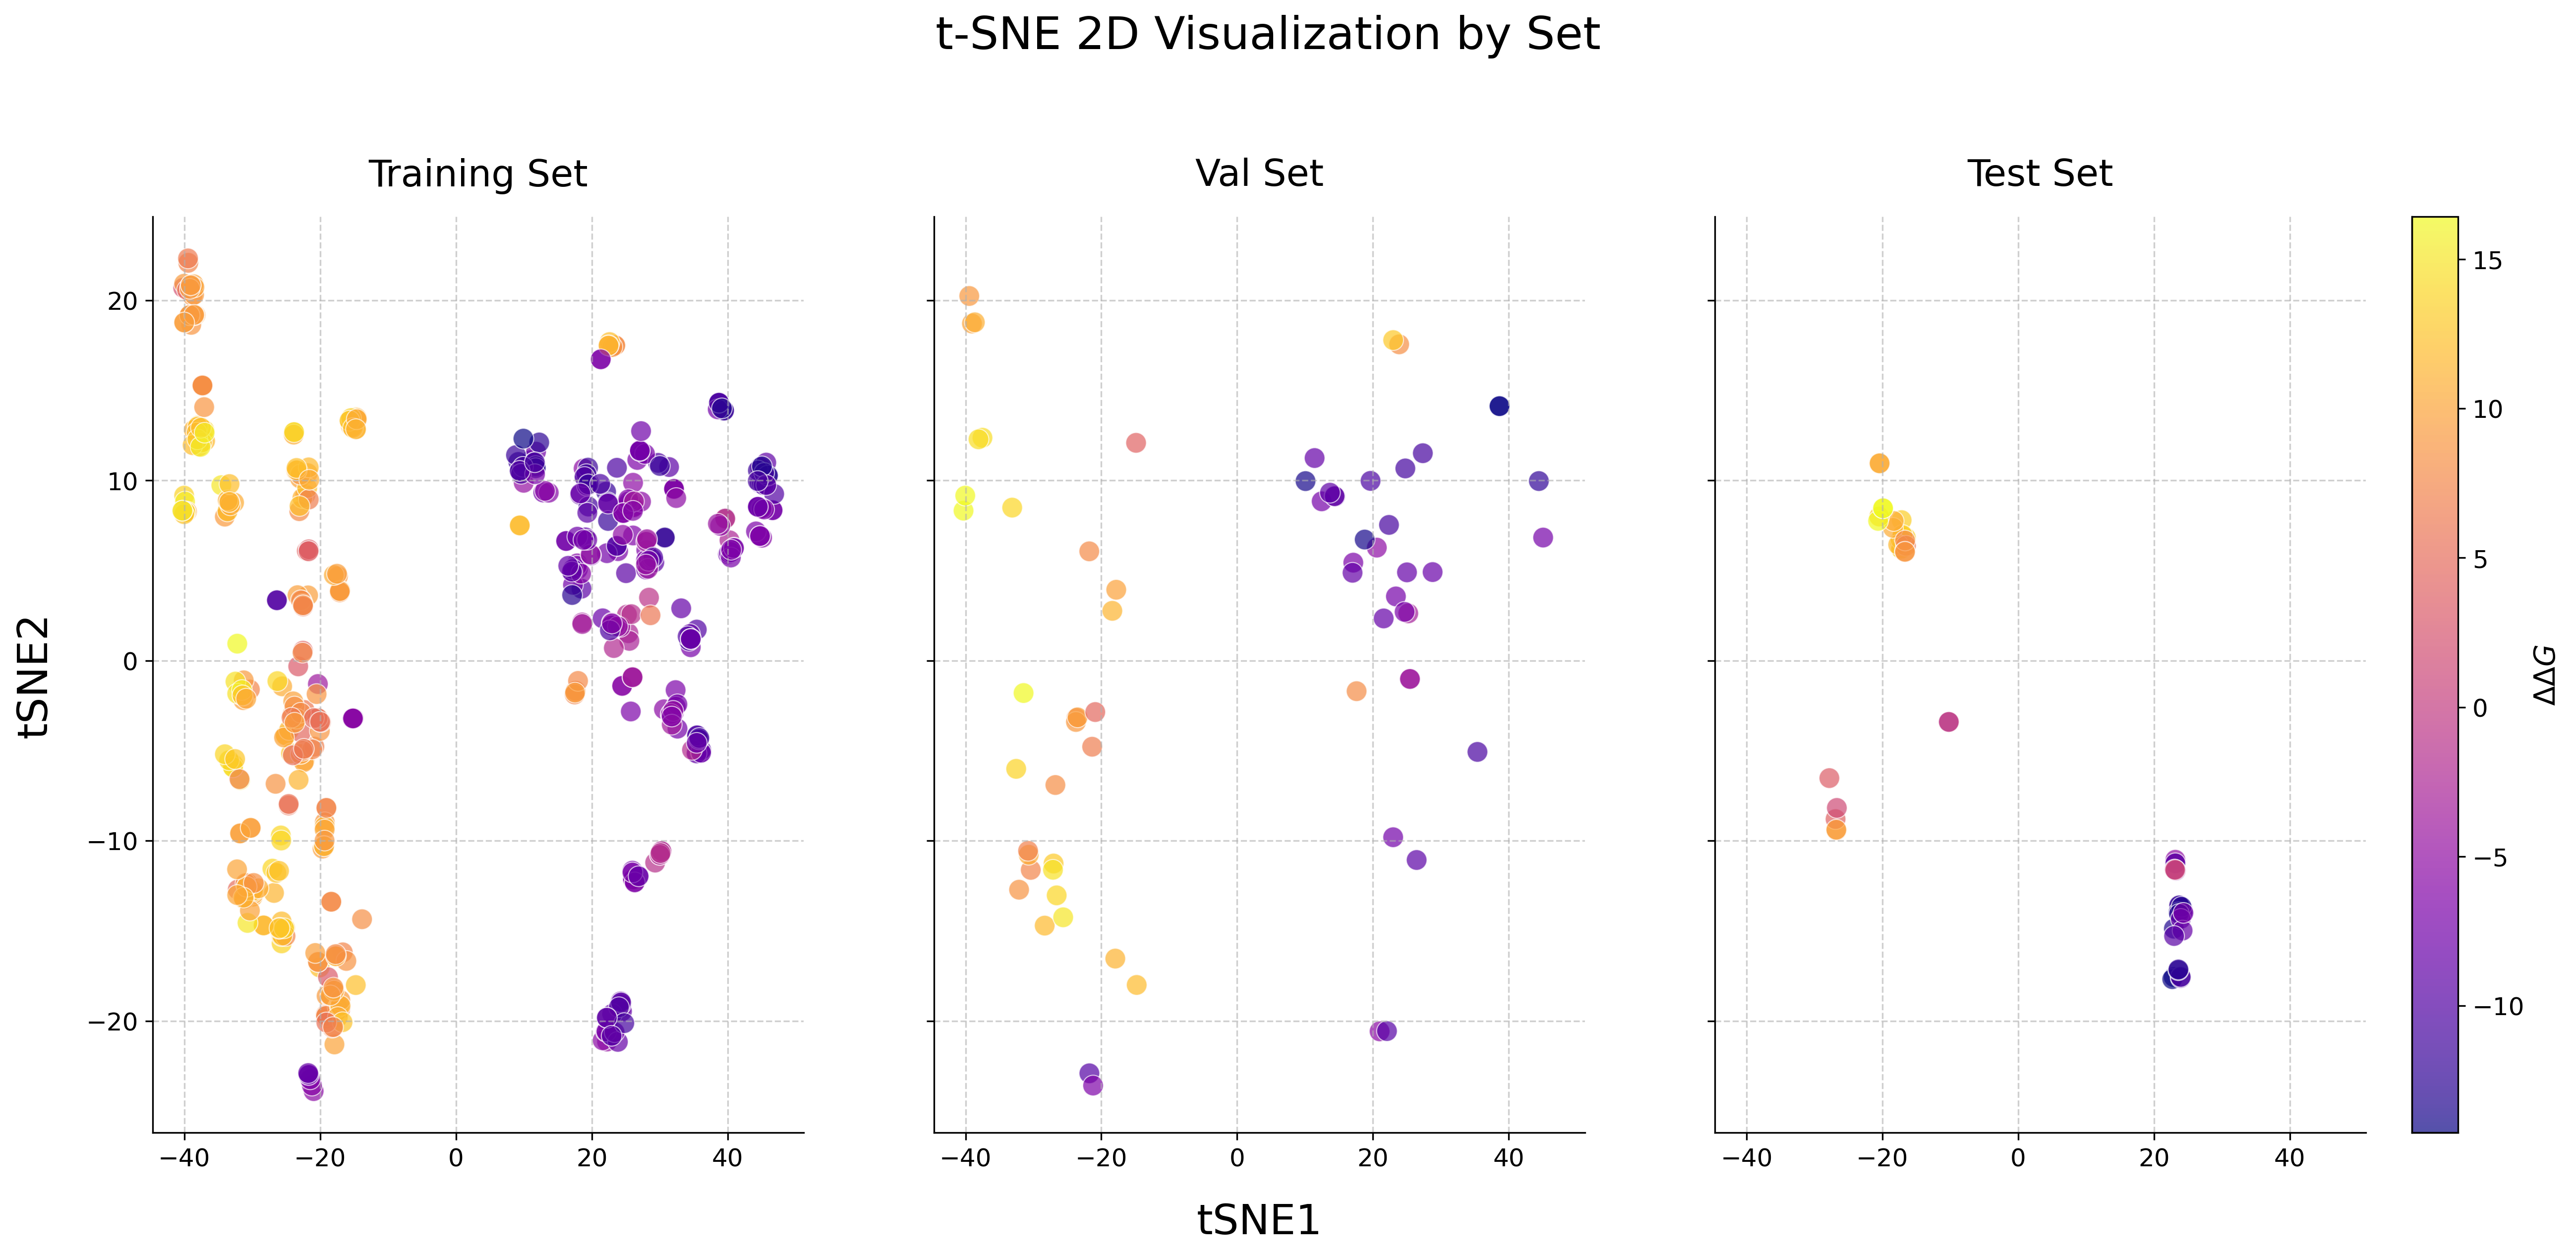 t-SNE 2D Visualization by Set
Training Set
Val Set
Test Set
20
10
0
−10
−20
tSNE2
−40 −20 0 20 40
−40 −20 0 20 40
−40 −20 0 20 40
tSNE1
15
10
5
0
−5
−10
ΔΔG